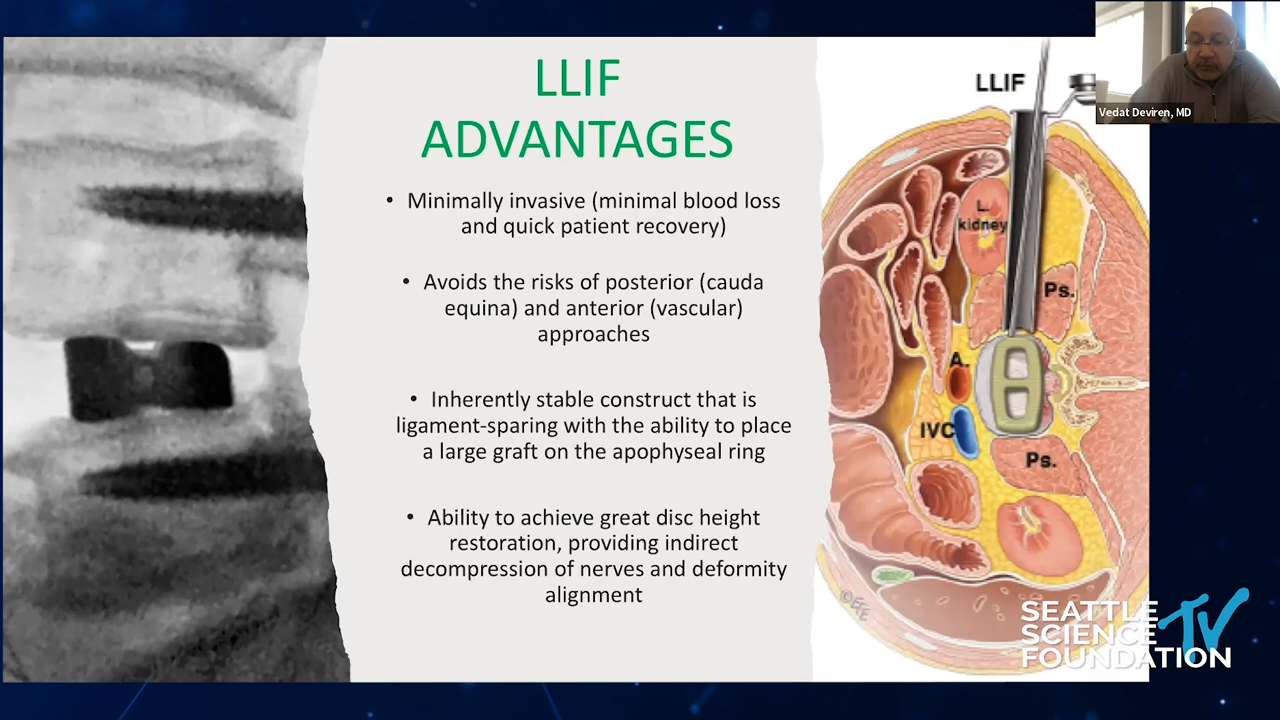 LLIF
ADVANTAGES
• Minimally invasive (minimal blood loss
and quick patient recovery)
• Avoids the risks of posterior (cauda
equina) and anterior (vascular)
approaches
• Inherently stable construct that is
ligament-sparing with the ability to place
a large graft on the apophyseal ring
• Ability to achieve great disc height
restoration, providing indirect
decompression of nerves and deformity
alignment
LLIF
L.
kidney
Ps.
A.
IVC
Ps.
Vedat Deviren, MD
SEATTLE
SCIENCE
FOUNDATION
TV